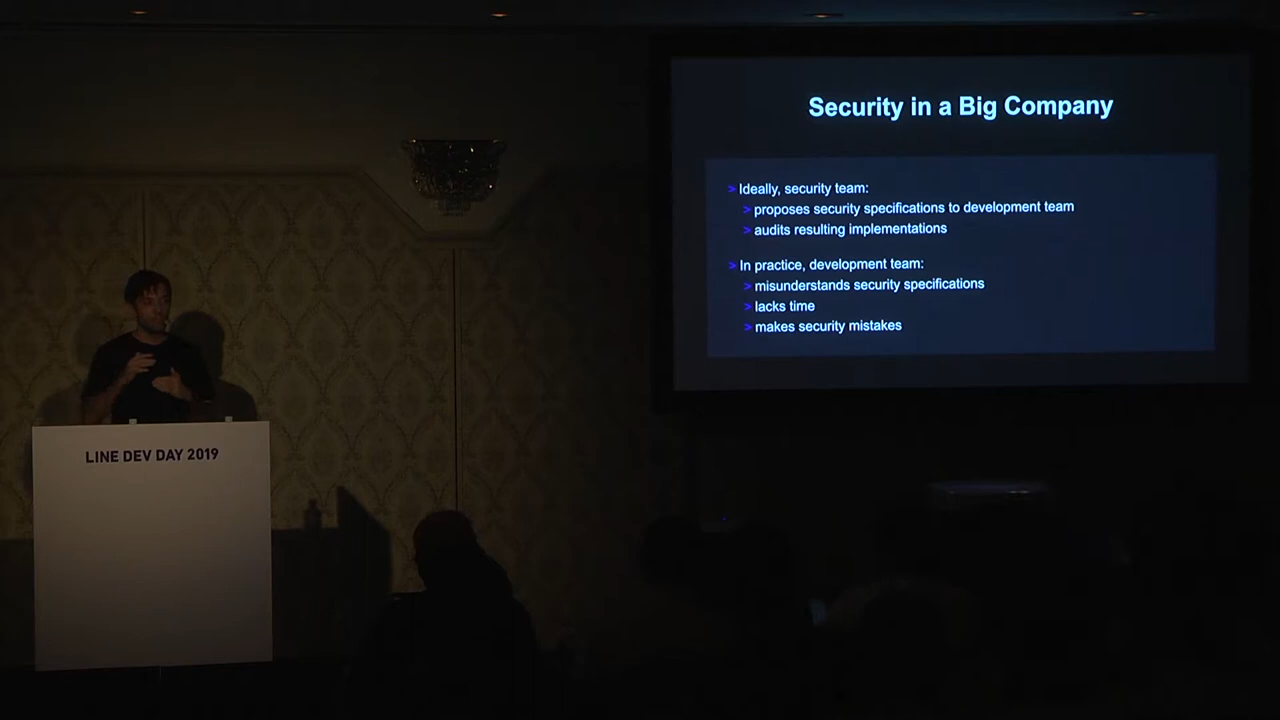 Security in a Big Company
> Ideally, security team:
> proposes security specifications to development team
> audits resulting implementations
> In practice, development team:
> misunderstands security specifications
> lacks time
> makes security mistakes
LINE DEV DAY 2019